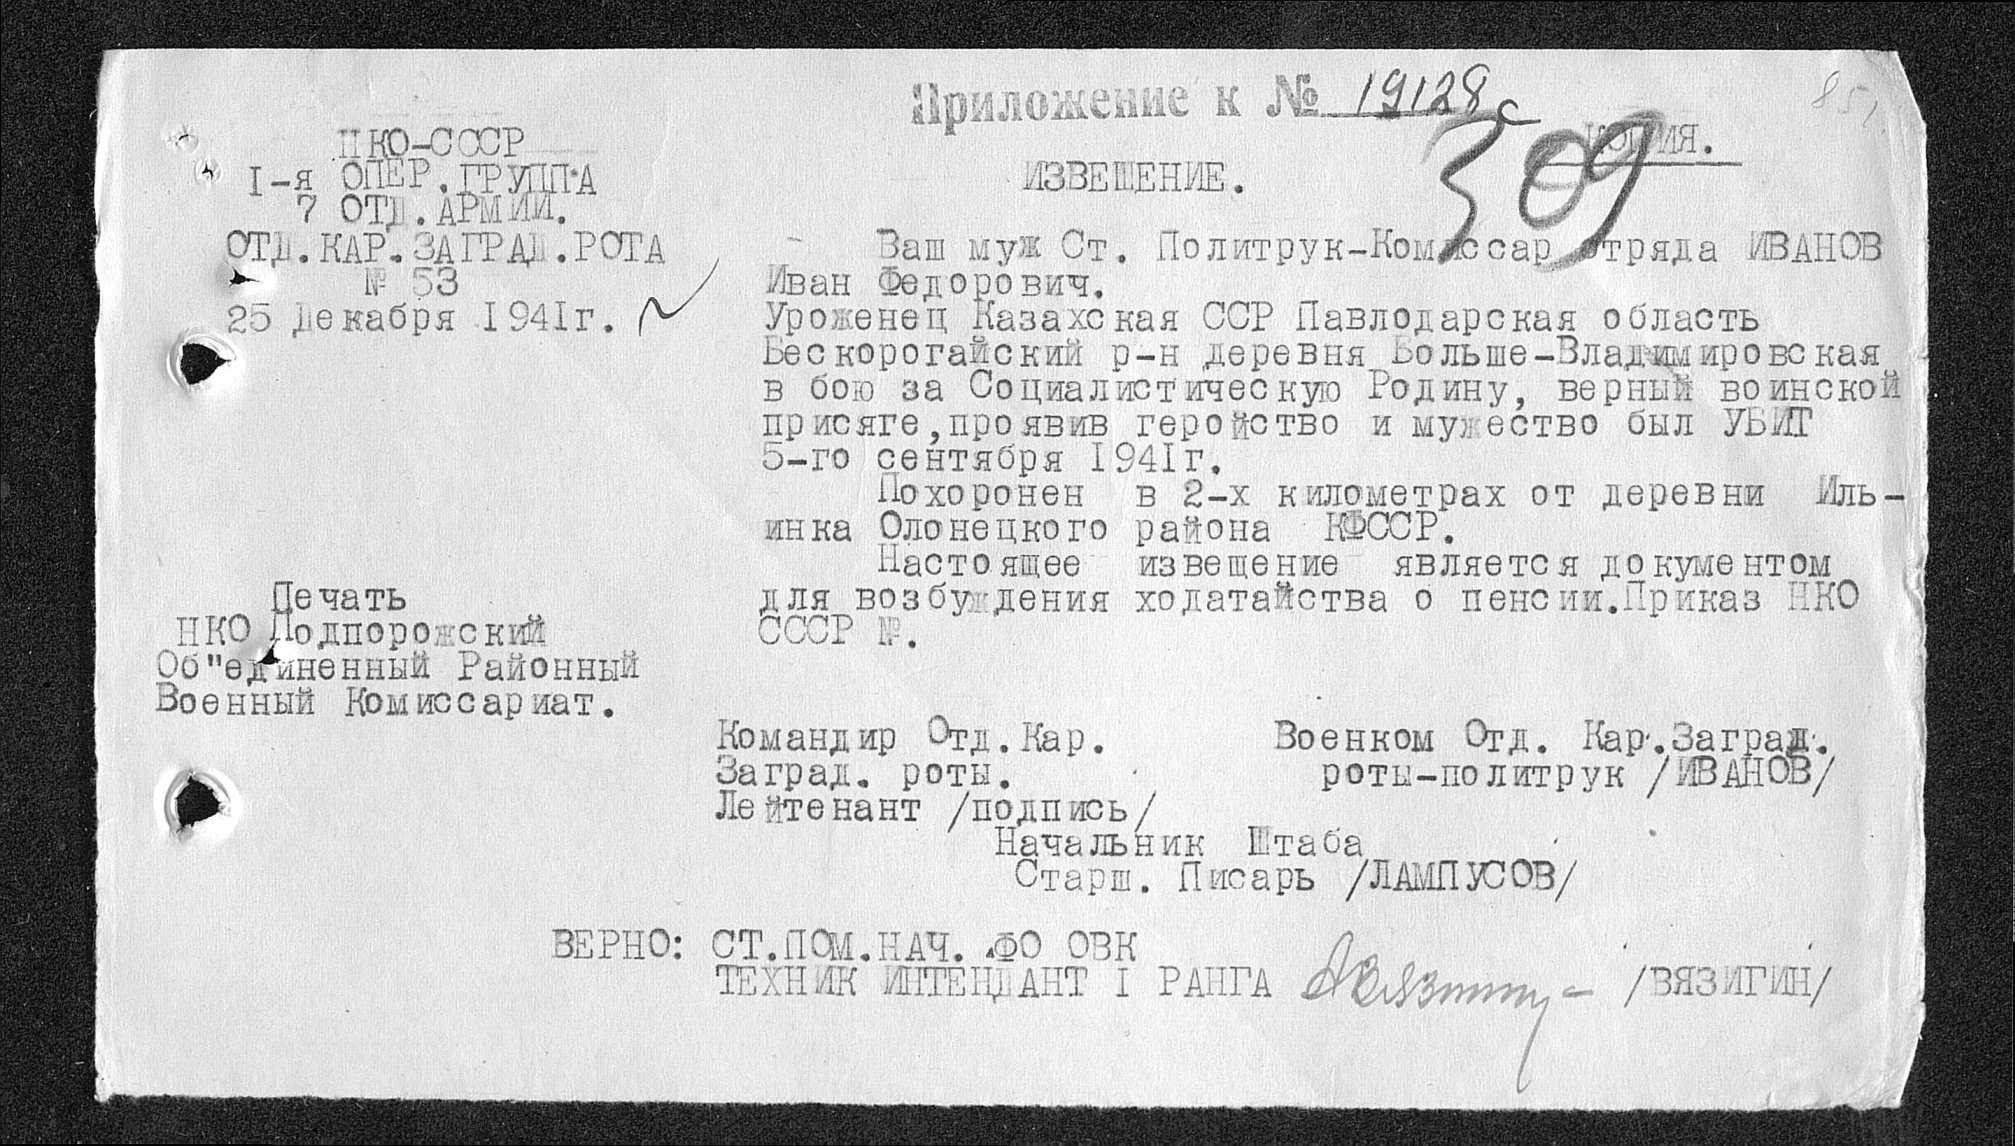 Приложение к № 19128с
851
309
КОПИЯ.
НКО-СССР
I-я ОПЕР.ГРУППА
7 ОТД.АРМИИ.
ОТД.КАР.ЗАГРАД.РОТА
№ 53
25 Декабря 1941г.
ИЗВЕЩЕНИЕ.
Ваш муж Ст. Политрук-Комиссар отряда ИВАНОВ
Иван Федорович.
Уроженец Казахская ССР Павлодарская область
Бескорогайский р-н деревня Больше-Владимировская
в бою за Социалистическую Родину, верный воинской
присяге,проявив геройство и мужество был УБИТ
5-го сентября 1941г.
Похоронен в 2-х километрах от деревни Иль-
инка Олонецкого района КФССР.
Настоящее извещение является документом
для возбуждения ходатайства о пенсии.Приказ НКО
СССР №.
Печать
НКО Подпорожский
Об"единенный Районный
Военный Комиссариат.
Командир Отд.Кар.
Заград. роты.
Лейтенант /подпись/
Военком Отд. Кар.Заград.
роты-политрук /ИВАНОВ/
Начальник Штаба
Старш. Писарь /ЛАМПУСОВ/
ВЕРНО: СТ.ПОМ.НАЧ. ФО ОВК
ТЕХНИК ИНТЕНДАНТ I РАНГА /ВЯЗИГИН/